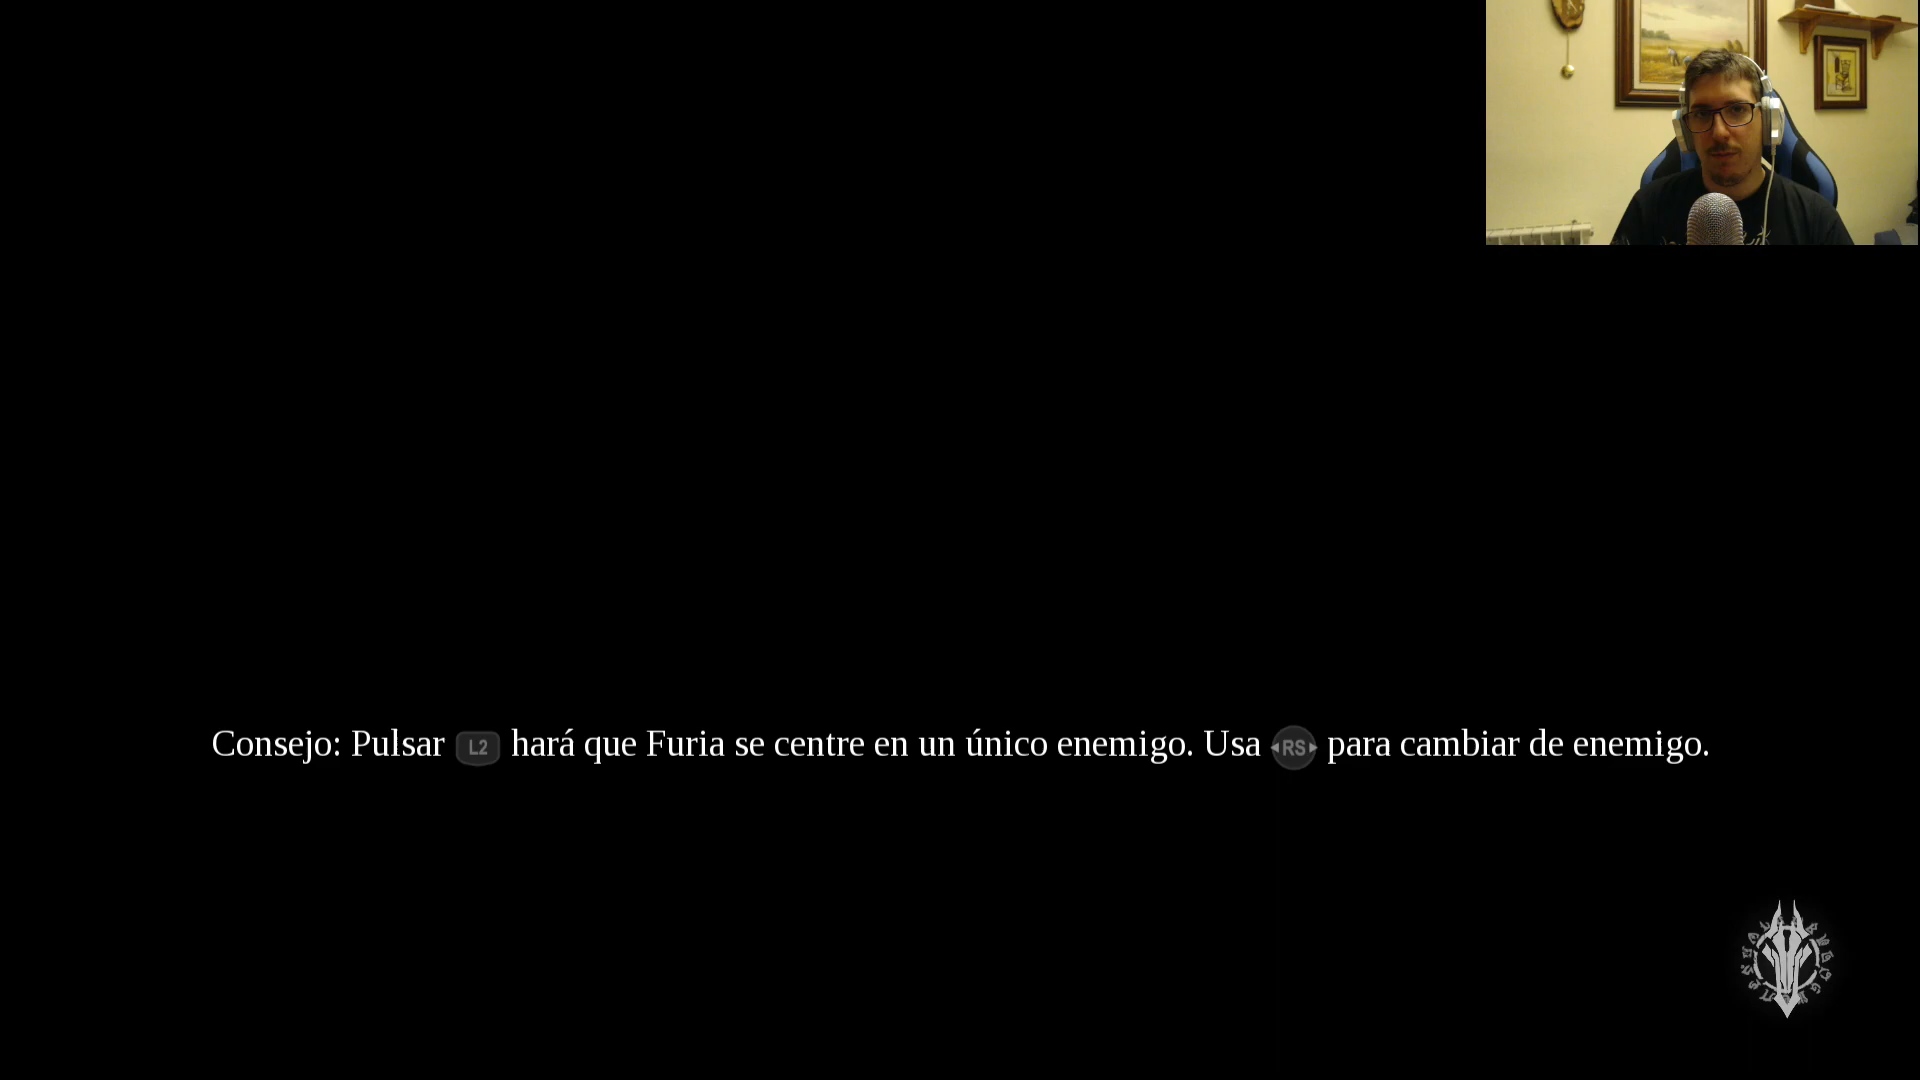 Consejo: Pulsar L2 hará que Furia se centre en un único enemigo. Usa RS para cambiar de enemigo.